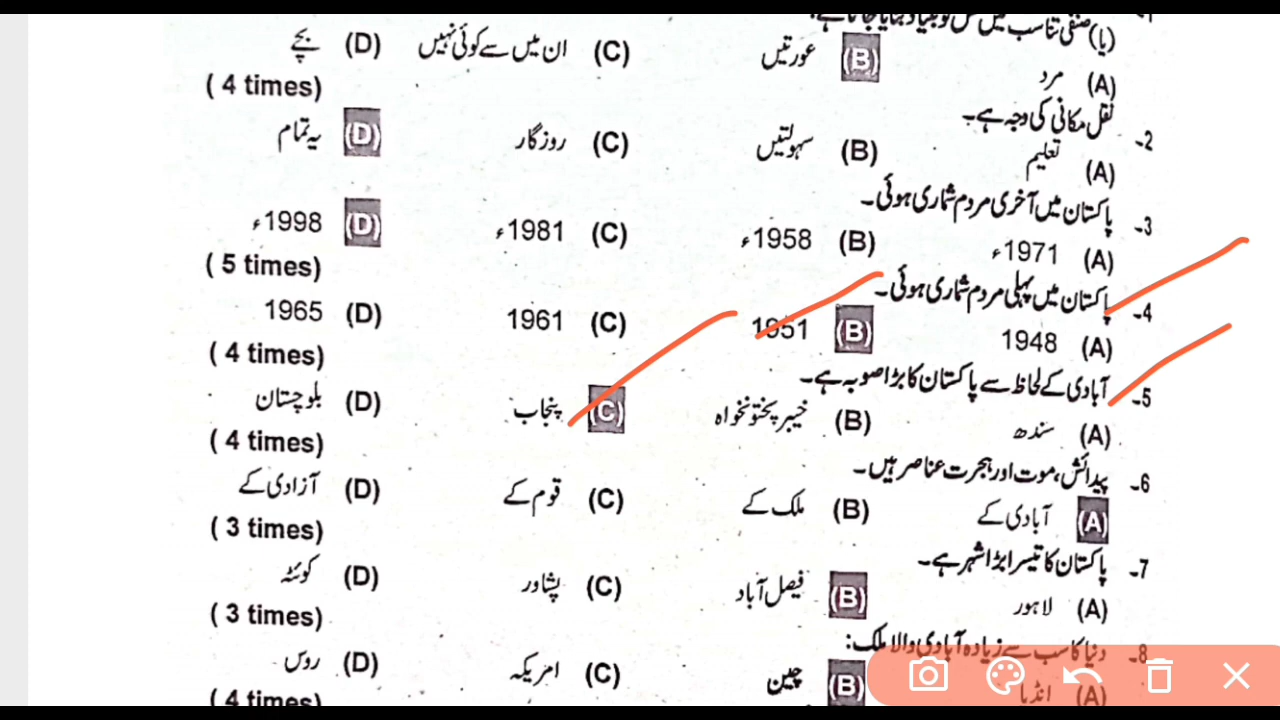 (یا) صنفی تناسب میں کس کو بنیاد بنایا جاتا ہے:
(A) مرد (B) عورتیں (C) ان میں سے کوئی نہیں (D) بچے
( 4 times)
2۔ نقل مکانی کی وجہ ہے۔
(A) تعلیم (B) سہولتیں (C) روزگار (D) یہ تمام
3۔ پاکستان میں آخری مردم شماری ہوئی۔
(A) 1971ء (B) 1958ء (C) 1981ء (D) 1998ء
( 5 times)
4۔ پاکستان میں پہلی مردم شماری ہوئی۔
(A) 1948 (B) 1951 (C) 1961 (D) 1965
( 4 times)
5۔ آبادی کے لحاظ سے پاکستان کا بڑا صوبہ ہے۔
(A) سندھ (B) خیبر پختونخواہ (C) پنجاب (D) بلوچستان
( 4 times)
6۔ پیدائش، موت اور ہجرت عناصر ہیں۔
(A) آبادی کے (B) ملک کے (C) قوم کے (D) آزادی کے
( 3 times)
7۔ پاکستان کا تیسرا بڑا شہر ہے۔
(A) لاہور (B) فیصل آباد (C) پشاور (D) کوئٹہ
( 3 times)
8۔ دنیا کا سب سے زیادہ آبادی والا ملک:
(A) انڈیا (B) چین (C) امریکہ (D) روس
( 4 times)